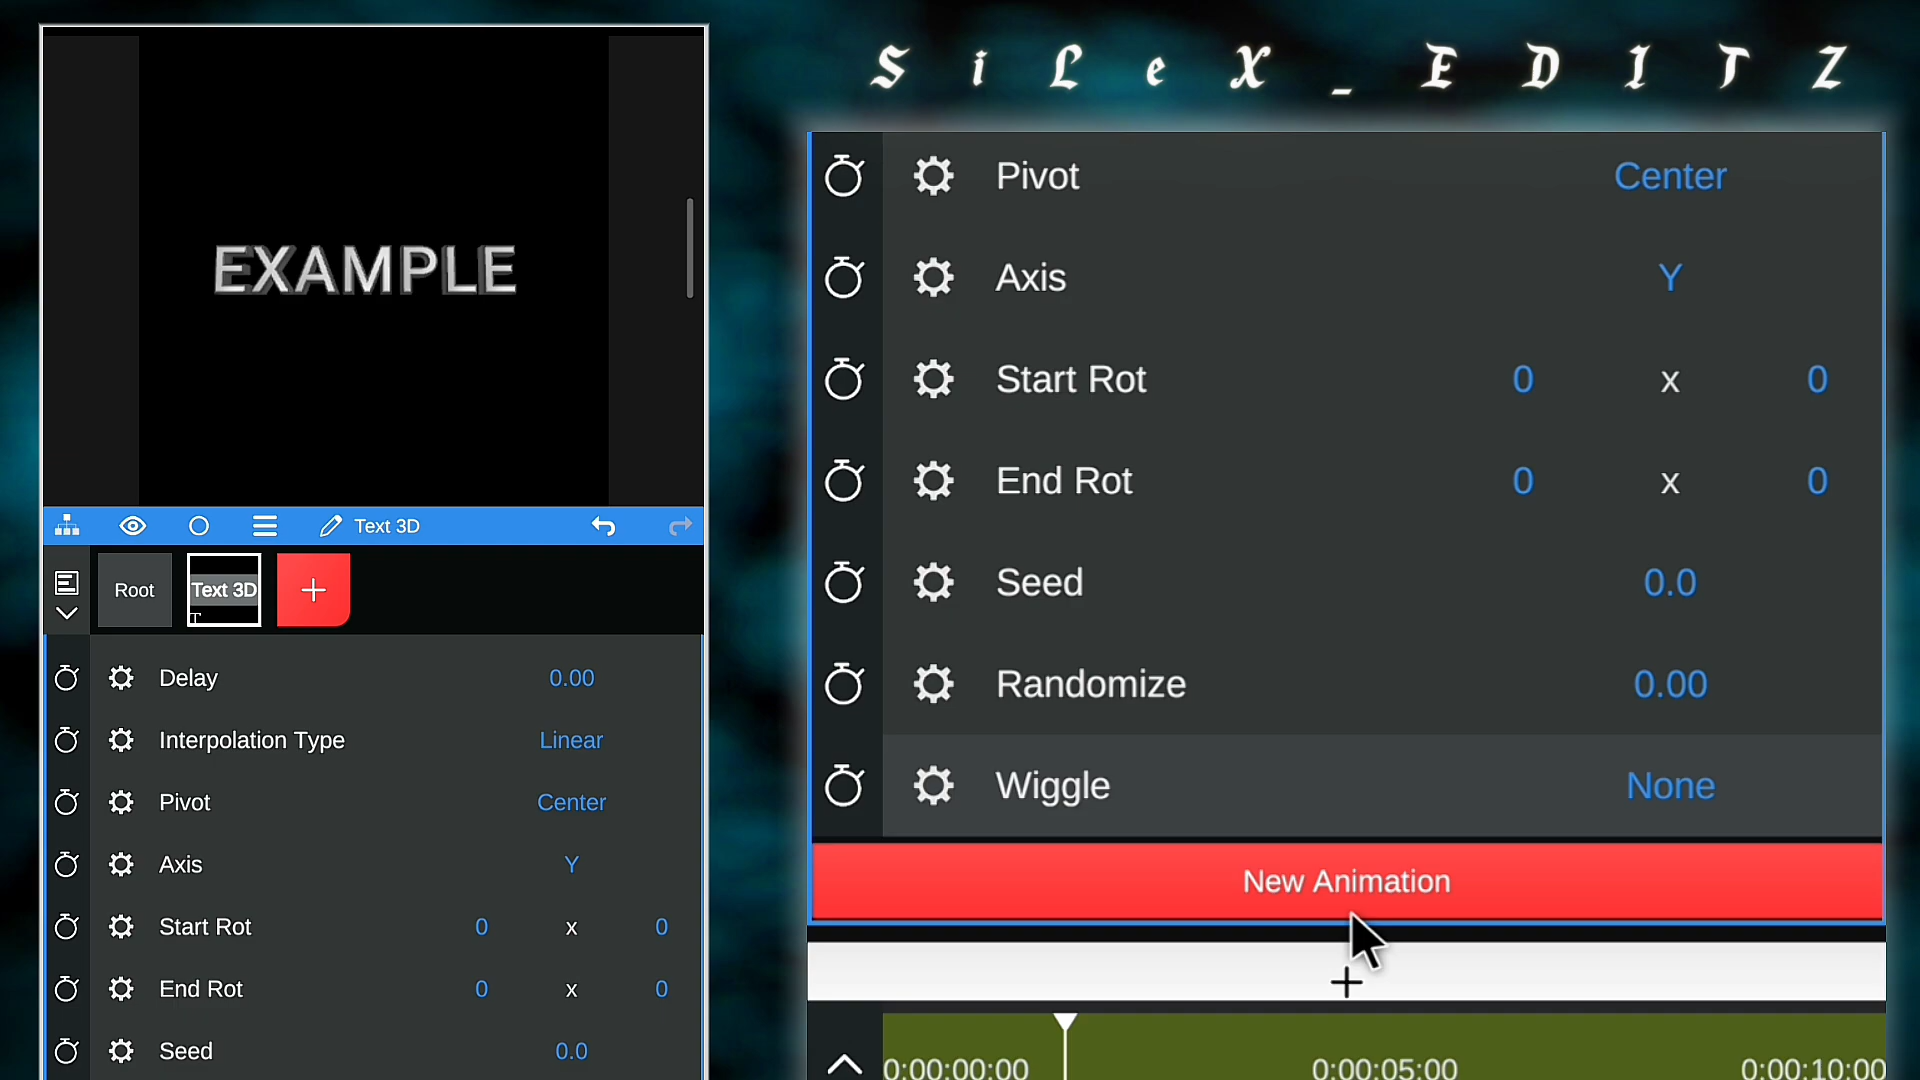 SiLeX_EDITZ
EXAMPLE
Text 3D
Root
Text 3D
T
Delay 0.00
Interpolation Type Linear
Pivot Center
Axis Y
Start Rot 0 x 0
End Rot 0 x 0
Seed 0.0
Pivot Center
Axis Y
Start Rot 0 x 0
End Rot 0 x 0
Seed 0.0
Randomize 0.00
Wiggle None
New Animation
+
0:00:00:00 0:00:05:00 0:00:10:00